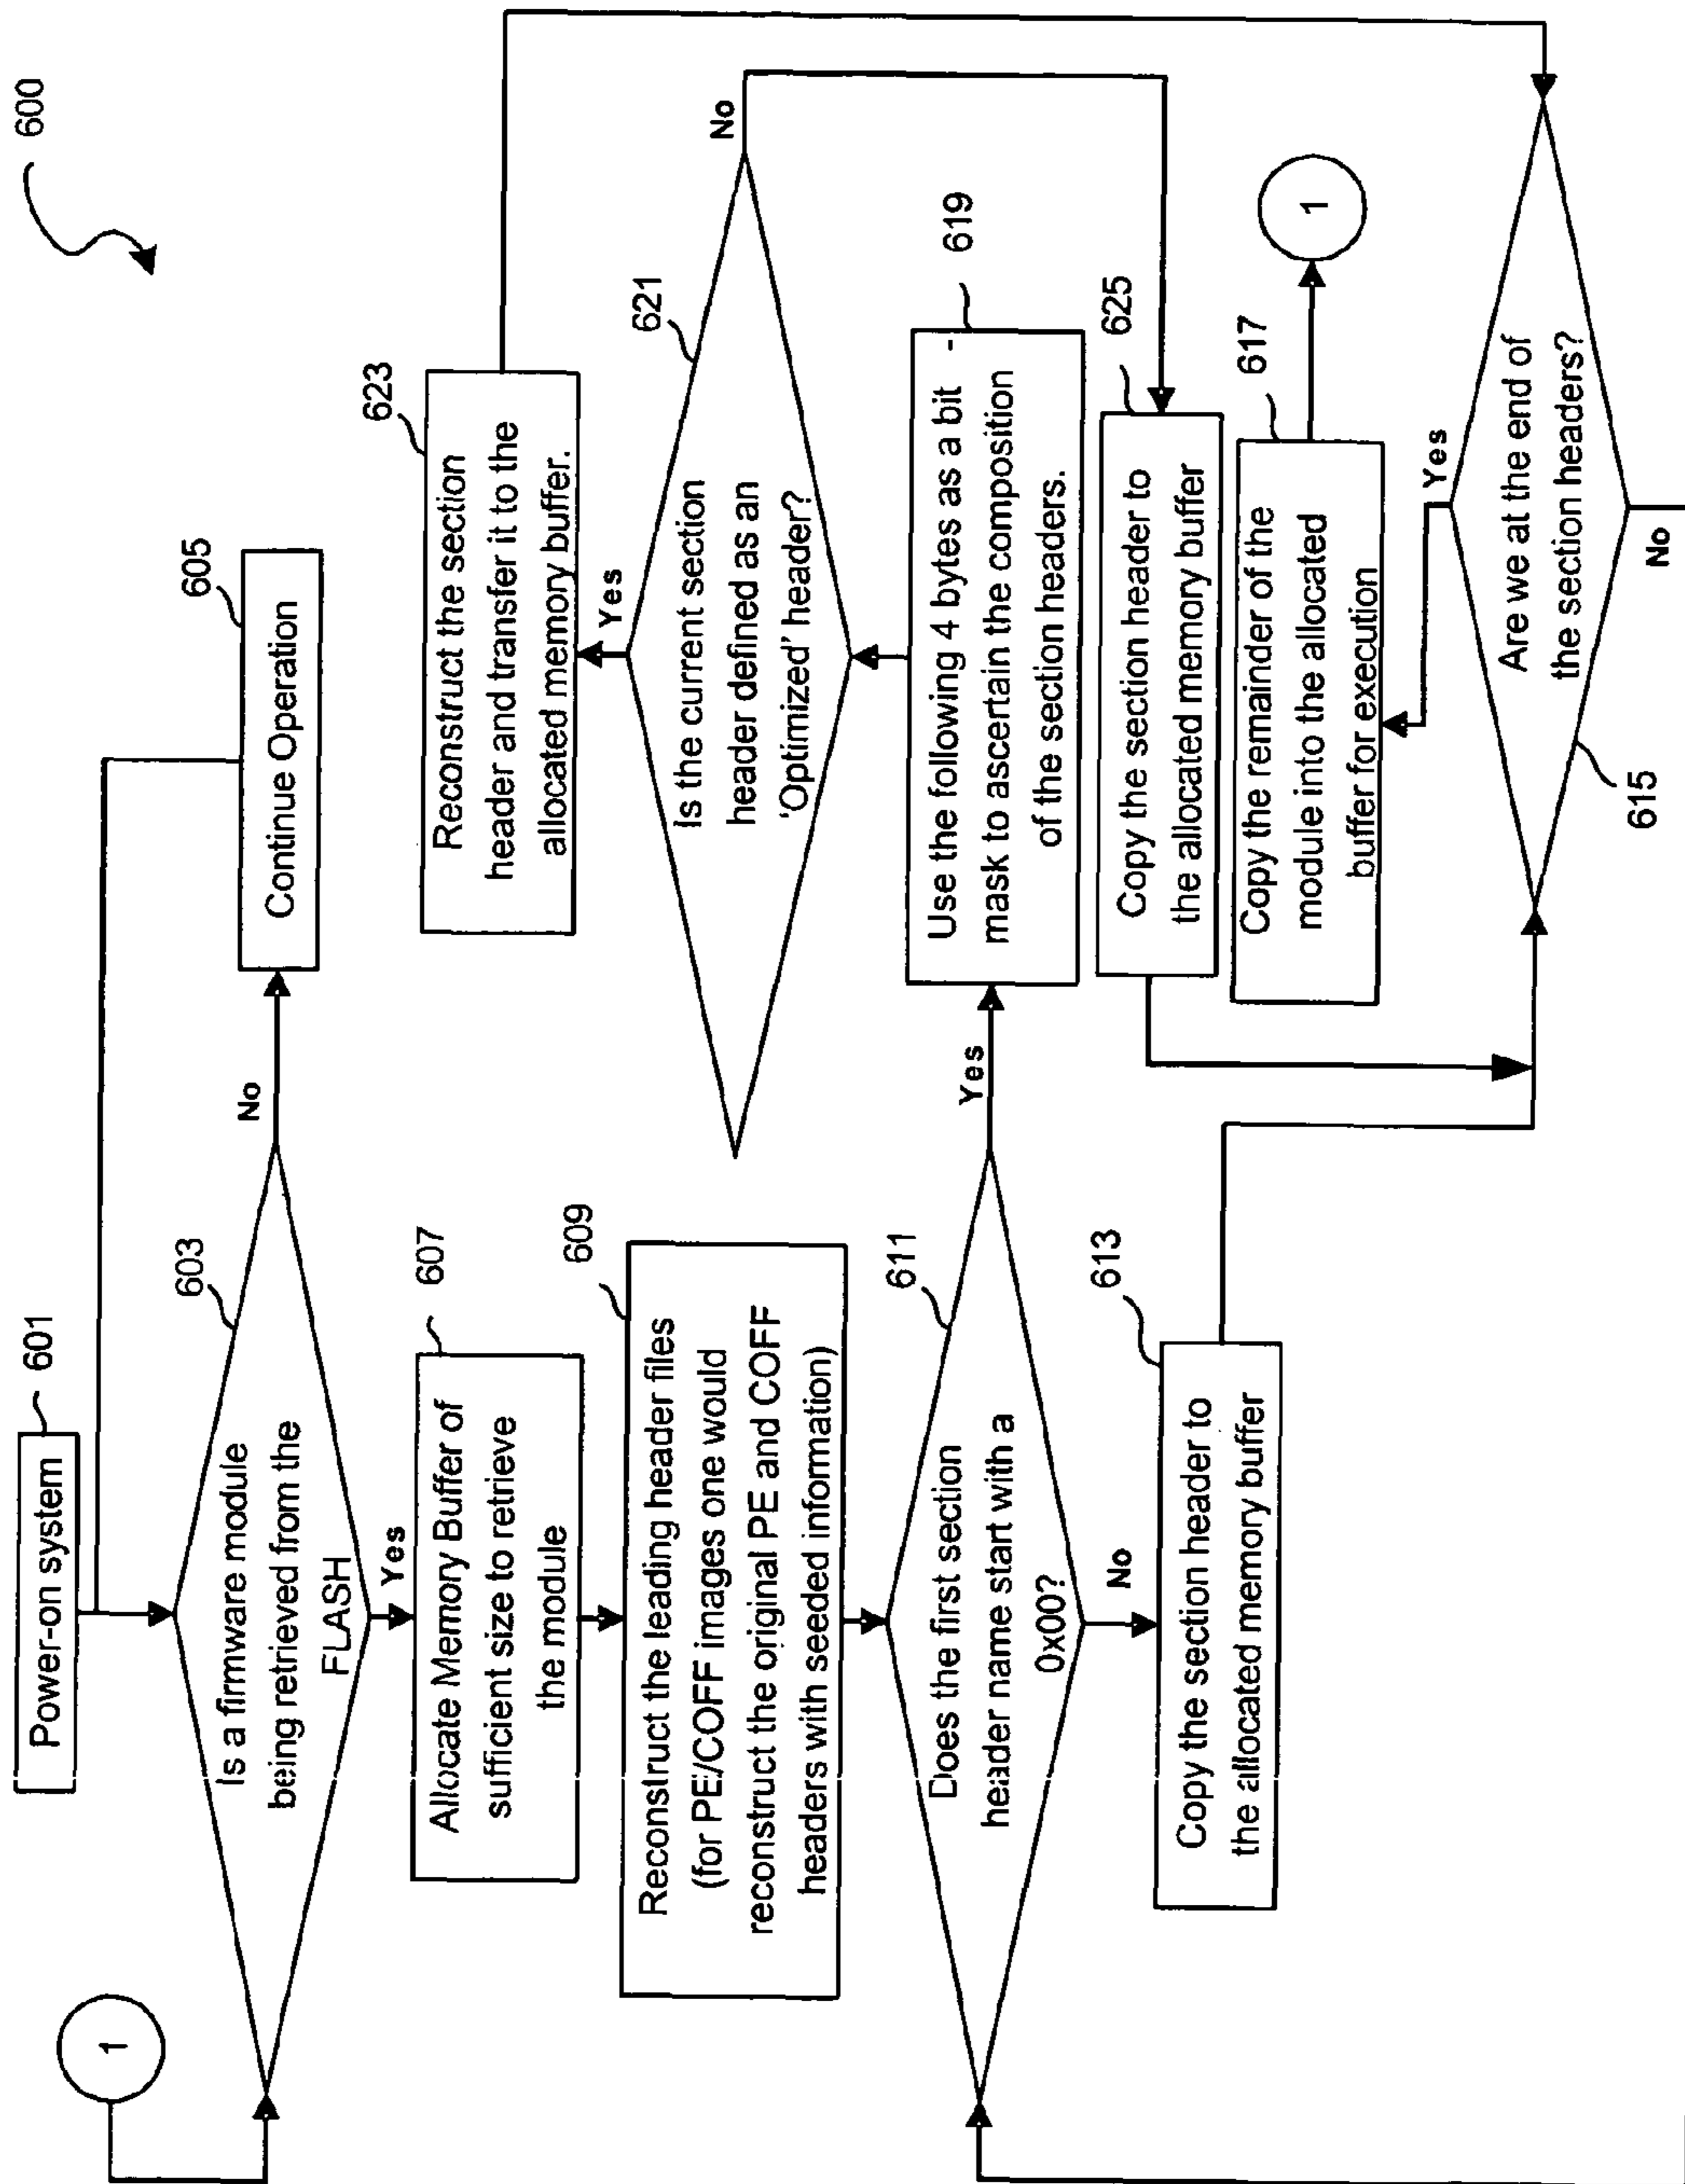 600
1
Power-on system
601
Is a firmware module
being retrieved from the
FLASH
603
No
Continue Operation
605
Yes
Allocate Memory Buffer of
sufficient size to retrieve
the module
607
Reconstruct the leading header files
(for PE/COFF images one would
reconstruct the original PE and COFF
headers with seeded information)
609
Does the first section
header name start with a
0x00?
611
Yes
No
Copy the section header to
the allocated memory buffer
613
Reconstruct the section
header and transfer it to the
allocated memory buffer.
623
Yes
Is the current section
header defined as an
'Optimized' header?
621
No
Use the following 4 bytes as a bit -
mask to ascertain the composition
of the section headers.
619
Copy the section header to
the allocated memory buffer
625
Copy the remainder of the
module into the allocated
buffer for execution
617
1
Yes
Are we at the end of
the section headers?
615
No